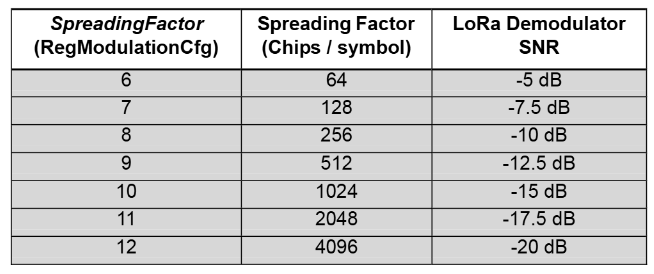 SpreadingFactor Spreading Factor LoRa Demodulator
(RegModulationCfg) (Chips / symbol) SNR
6 64 -5 dB
7 128 -7.5 dB
8 256 -10 dB
9 512 -12.5 dB
10 1024 -15 dB
11 2048 -17.5 dB
12 4096 -20 dB